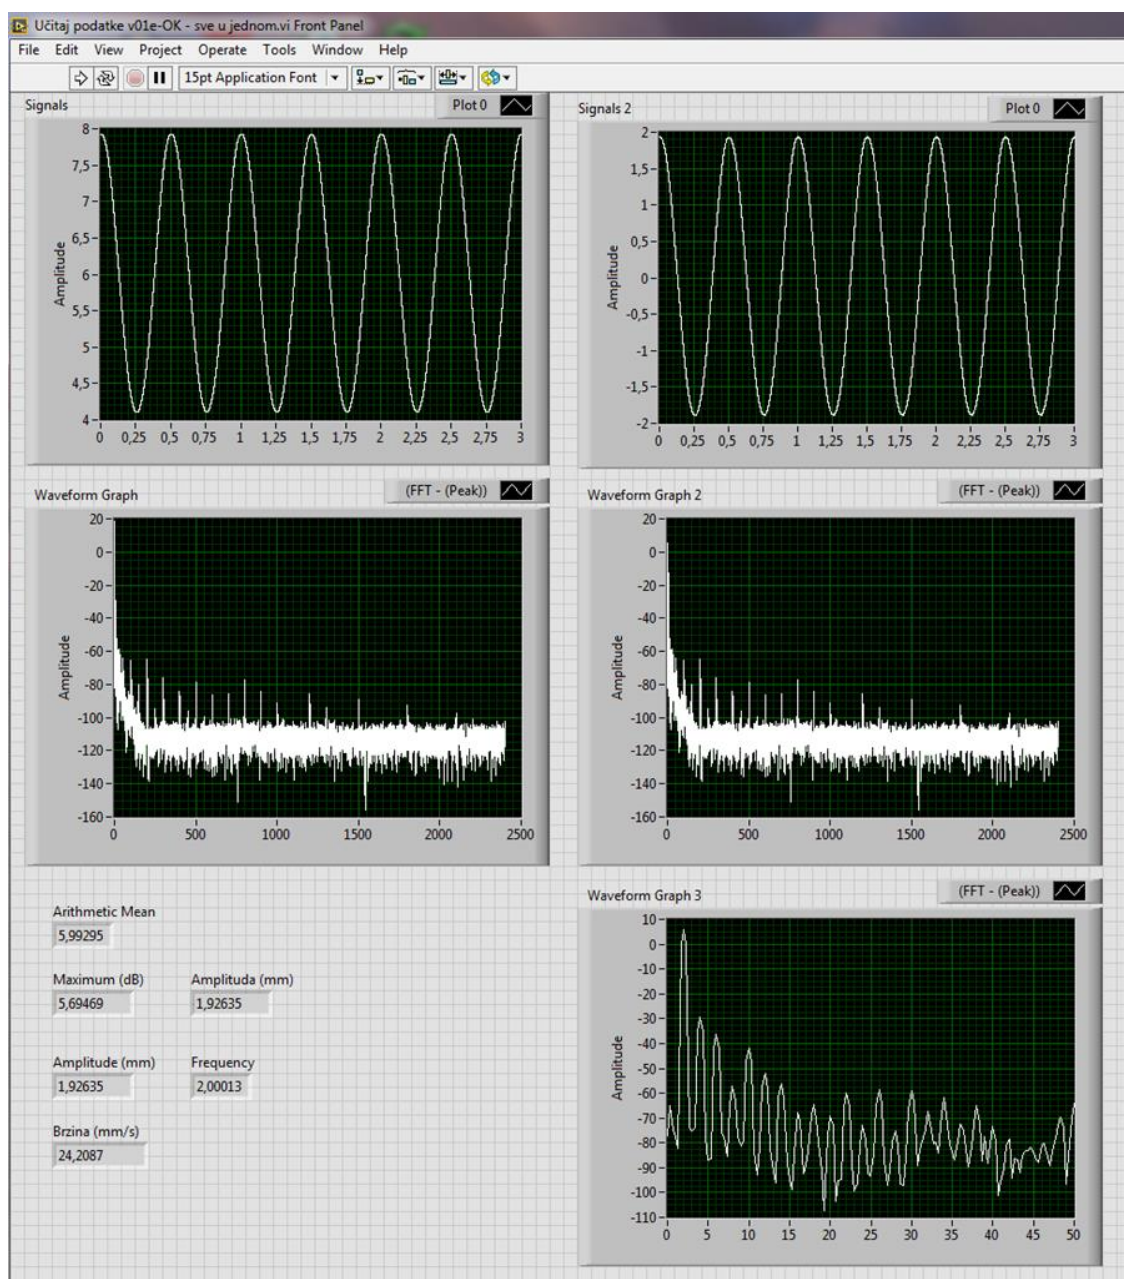 Učitaj podatke v01e-OK - sve u jednom.vi Front Panel
File Edit View Project Operate Tools Window Help
15pt Application Font
Signals
Plot 0
Amplitude
8
7,5
7
6,5
6
5,5
5
4,5
4
0 0,25 0,5 0,75 1 1,25 1,5 1,75 2 2,25 2,5 2,75 3
Signals 2
Plot 0
Amplitude
2
1,5
1
0,5
0
-0,5
-1
-1,5
-2
0 0,25 0,5 0,75 1 1,25 1,5 1,75 2 2,25 2,5 2,75 3
Waveform Graph
(FFT - (Peak))
Amplitude
20
0
-20
-40
-60
-80
-100
-120
-140
-160
0 500 1000 1500 2000 2500
Waveform Graph 2
(FFT - (Peak))
Amplitude
20
0
-20
-40
-60
-80
-100
-120
-140
-160
0 500 1000 1500 2000 2500
Arithmetic Mean
5,99295
Maximum (dB) Amplituda (mm)
5,69469 1,92635
Amplitude (mm) Frequency
1,92635 2,00013
Brzina (mm/s)
24,2087
Waveform Graph 3
(FFT - (Peak))
Amplitude
10
0
-10
-20
-30
-40
-50
-60
-70
-80
-90
-100
-110
0 5 10 15 20 25 30 35 40 45 50